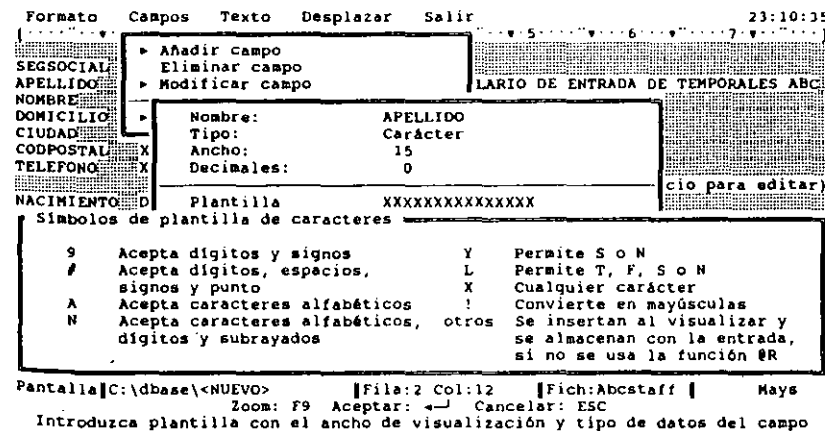 Formato Campos Texto Desplazar Salir 23:10:35
5 6 7
► Añadir campo
SEGSOCIAL Eliminar campo
APELLIDO ► Modificar campo LARIO DE ENTRADA DE TEMPORALES ABC
NOMBRE
DOMICILIO ► Nombre: APELLIDO
CIUDAD Tipo: Carácter
CODPOSTAL X Ancho: 15
TELEFONO X Decimales: 0
cio para editar)
NACIMIENTO D Plantilla XXXXXXXXXXXXXXX
Símbolos de plantilla de caracteres
9 Acepta dígitos y signos Y Permite S o N
# Acepta dígitos, espacios, L Permite T, F, S o N
signos y punto X Cualquier carácter
A Acepta caracteres alfabéticos ! Convierte en mayúsculas
N Acepta caracteres alfabéticos, otros Se insertan al visualizar y
dígitos y subrayados se almacenan con la entrada,
si no se usa la función @R
Pantalla C:\dbase\<NUEVO> Fila:2 Col:12 Fich:Abcstaff Mays
Zoom: F9 Aceptar: ◄┘ Cancelar: ESC
Introduzca plantilla con el ancho de visualización y tipo de datos del campo